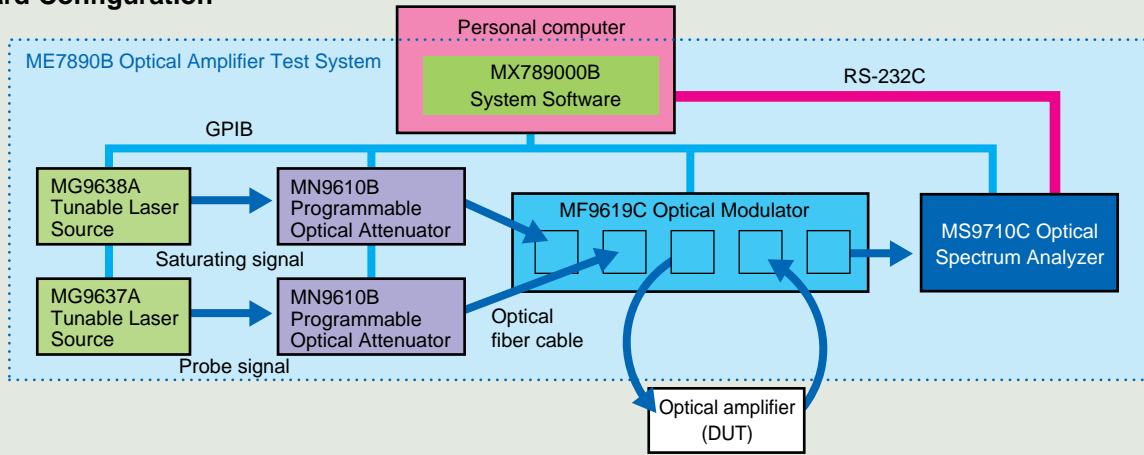 Configuration
Personal computer
ME7890B Optical Amplifier Test System
MX789000B
System Software
RS-232C
GPIB
MG9638A
Tunable Laser
Source
MN9610B
Programmable
Optical Attenuator
MF9619C Optical Modulator
MS9710C Optical
Spectrum Analyzer
Saturating signal
MG9637A
Tunable Laser
Source
MN9610B
Programmable
Optical Attenuator
Optical
fiber cable
Probe signal
Optical amplifier
(DUT)